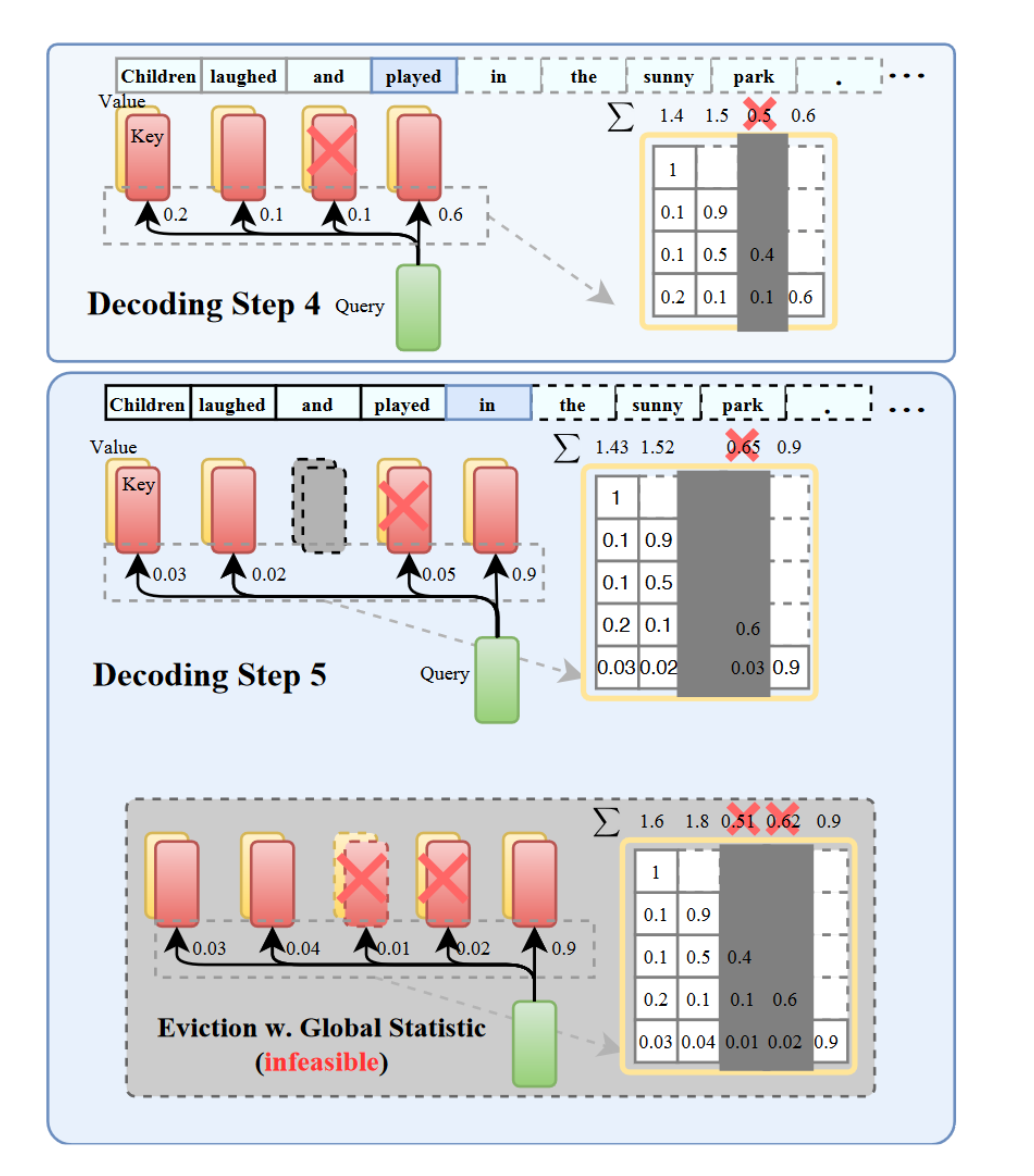 Children laughed and played in the sunny park . ...
Value
Key
∑ 1.4 1.5 0.5 0.6
1
0.1 0.9
0.1 0.5 0.4
0.2 0.1 0.1 0.6
0.2 0.1 0.1 0.6
Decoding Step 4
Query
Children laughed and played in the sunny park . ...
Value
Key
∑ 1.43 1.52 0.65 0.9
1
0.1 0.9
0.1 0.5
0.2 0.1 0.6
0.03 0.02 0.03 0.9
0.03 0.02 0.05 0.9
Decoding Step 5
Query
∑ 1.6 1.8 0.51 0.62 0.9
1
0.1 0.9
0.1 0.5 0.4
0.2 0.1 0.1 0.6
0.03 0.04 0.01 0.02 0.9
0.03 0.04 0.01 0.02 0.9
Eviction w. Global Statistic
(infeasible)